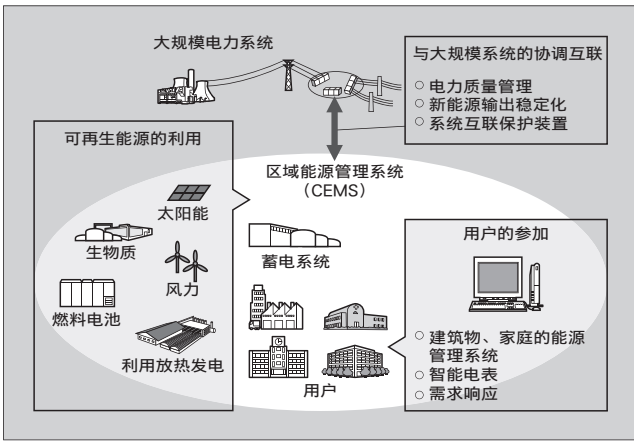 大规模电力系统
与大规模系统的协调互联
○ 电力质量管理
○ 新能源输出稳定化
○ 系统互联保护装置
可再生能源的利用
太阳能
生物质
风力
燃料电池
利用放热发电
区域能源管理系统
（CEMS）
蓄电系统
用户
用户的参加
○ 建筑物、家庭的能源
管理系统
○ 智能电表
○ 需求响应